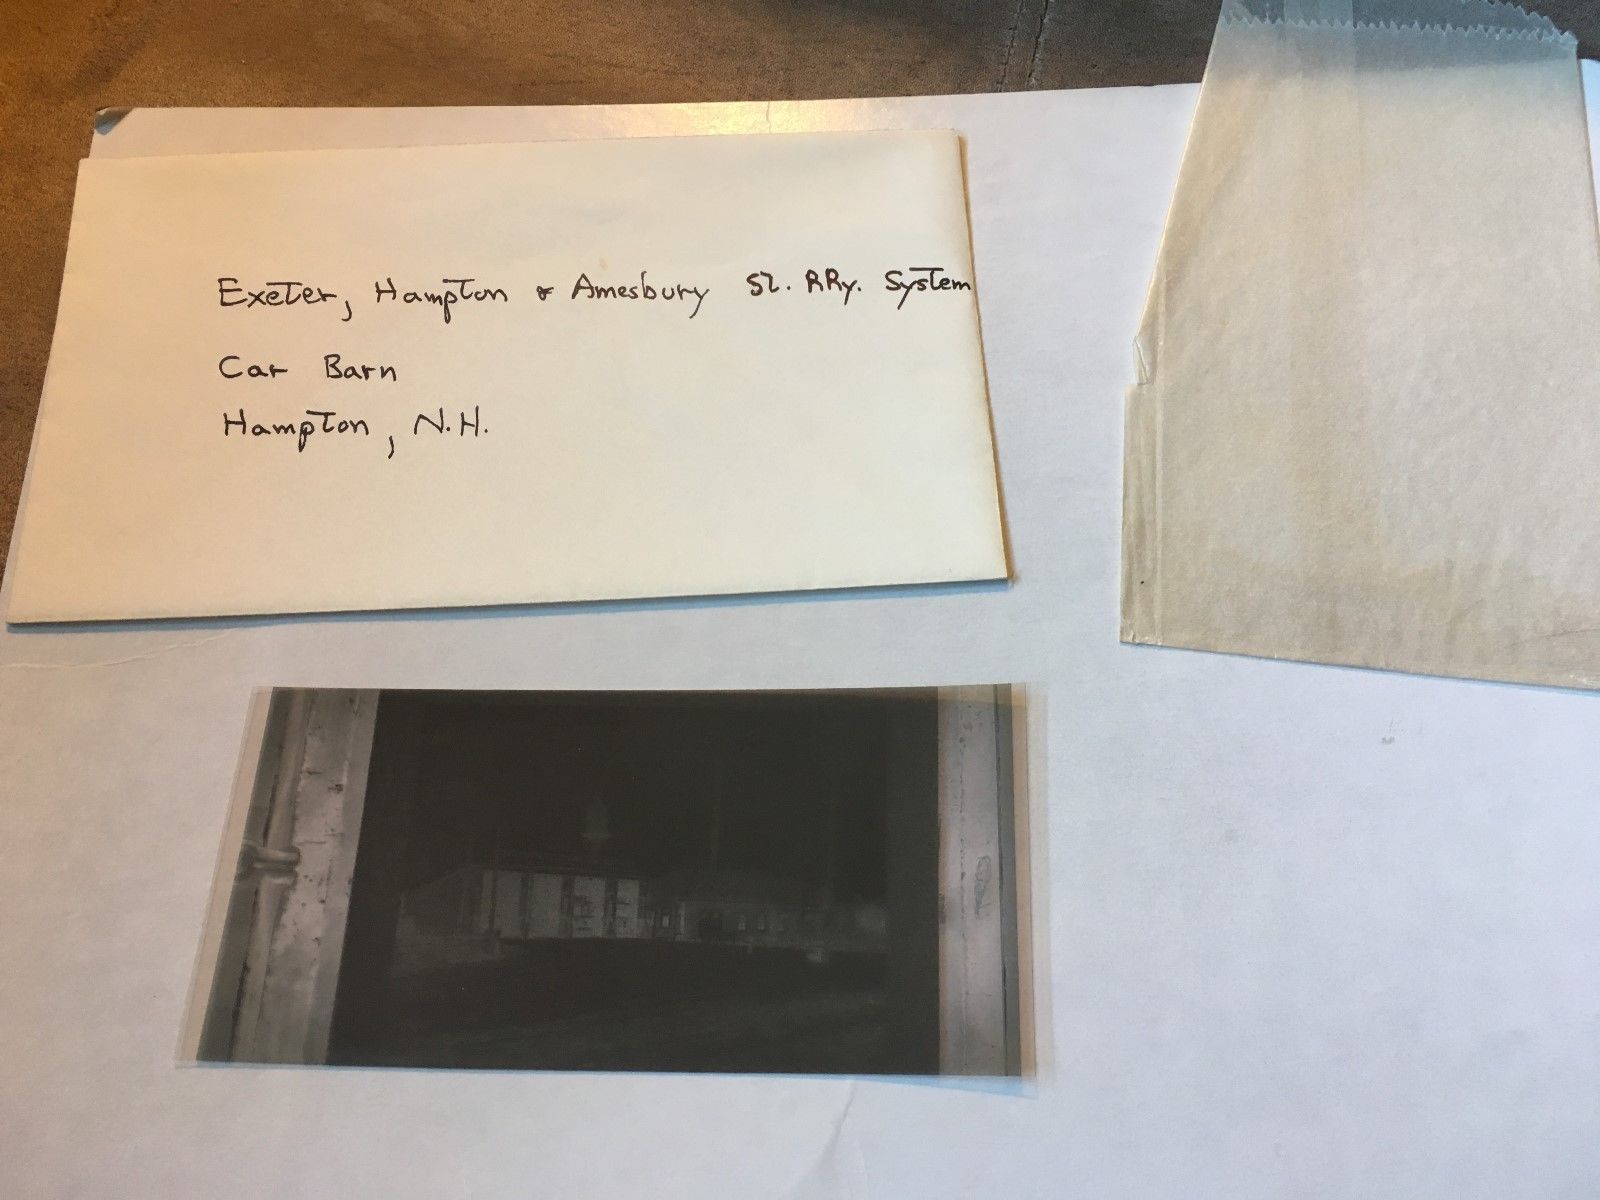 Exeter, Hampton & Amesbury St. RRy. System
Car Barn
Hampton, N.H.